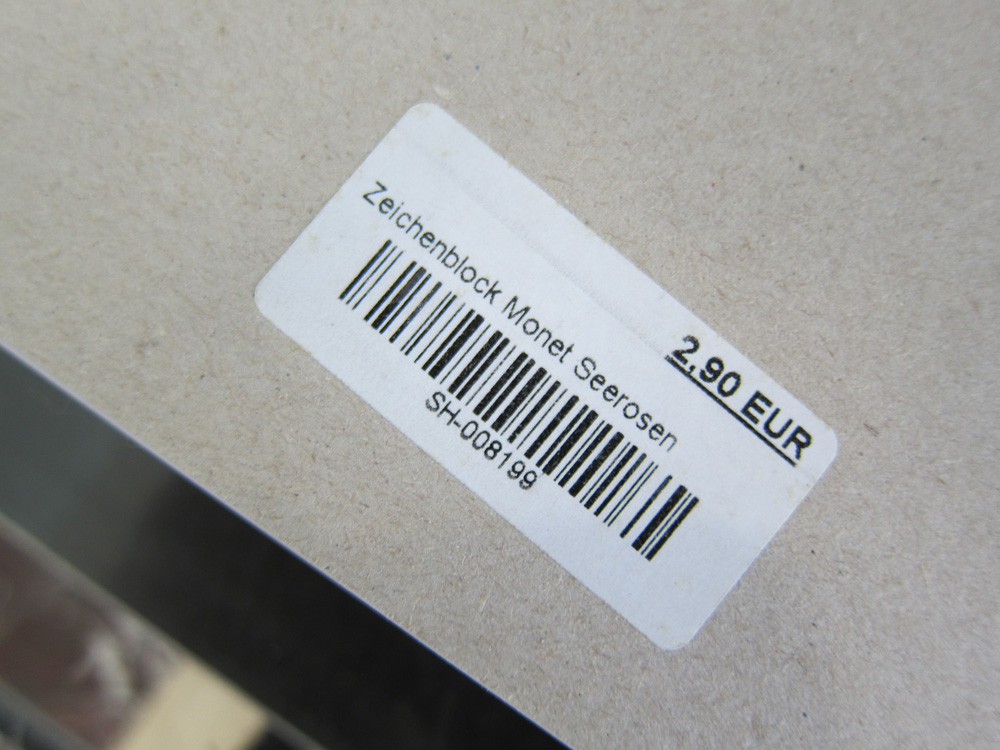 Zeichenblock Monet Seerosen
2,90 EUR
SH-008199